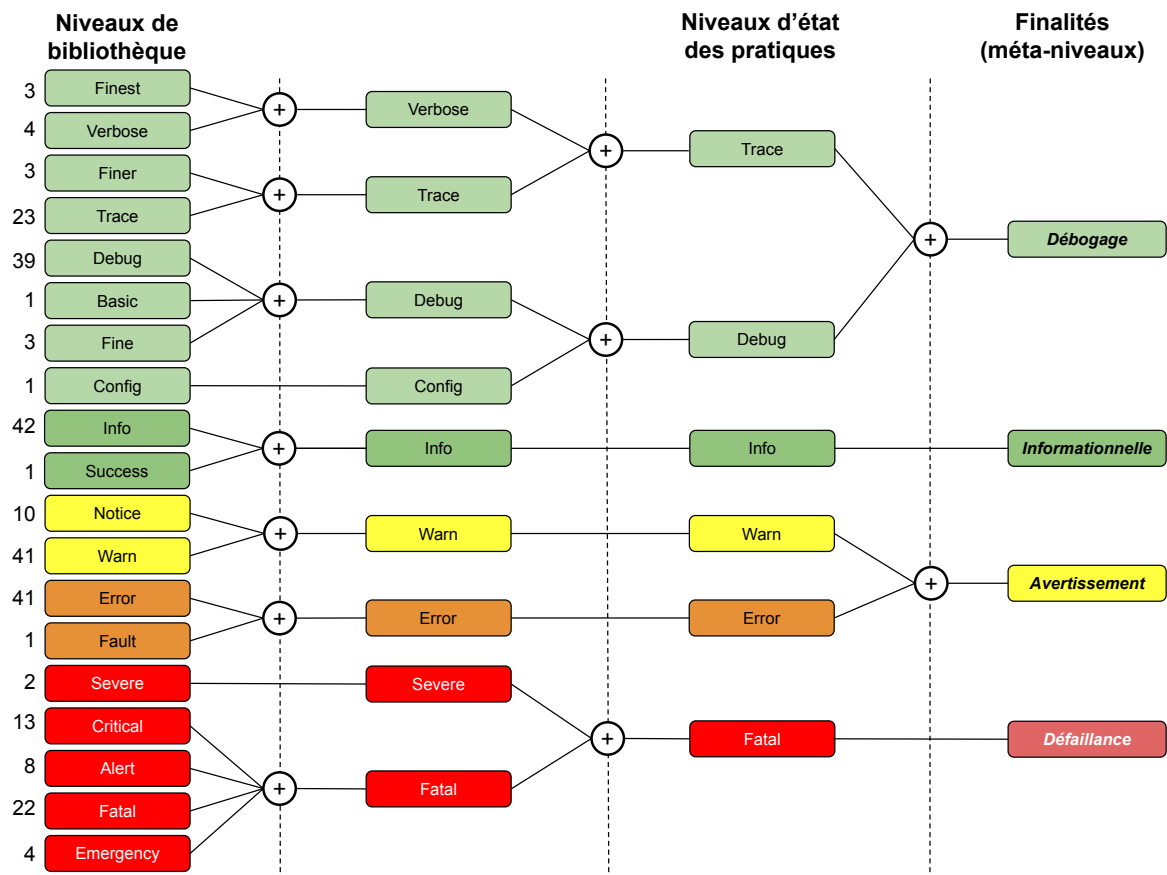 Niveaux de
bibliothèque
Niveaux d'état
des pratiques
Finalités
(méta-niveaux)
3 Finest
4 Verbose
3 Finer
23 Trace
39 Debug
1 Basic
3 Fine
1 Config
42 Info
1 Success
10 Notice
41 Warn
41 Error
1 Fault
2 Severe
13 Critical
8 Alert
22 Fatal
4 Emergency
+
+
+
+
+
+
+
Verbose
Trace
Debug
Config
Info
Warn
Error
Severe
Fatal
+
+
+
Trace
Debug
Info
Warn
Error
Fatal
+
+
Débogage
Informationnelle
Avertissement
Défaillance